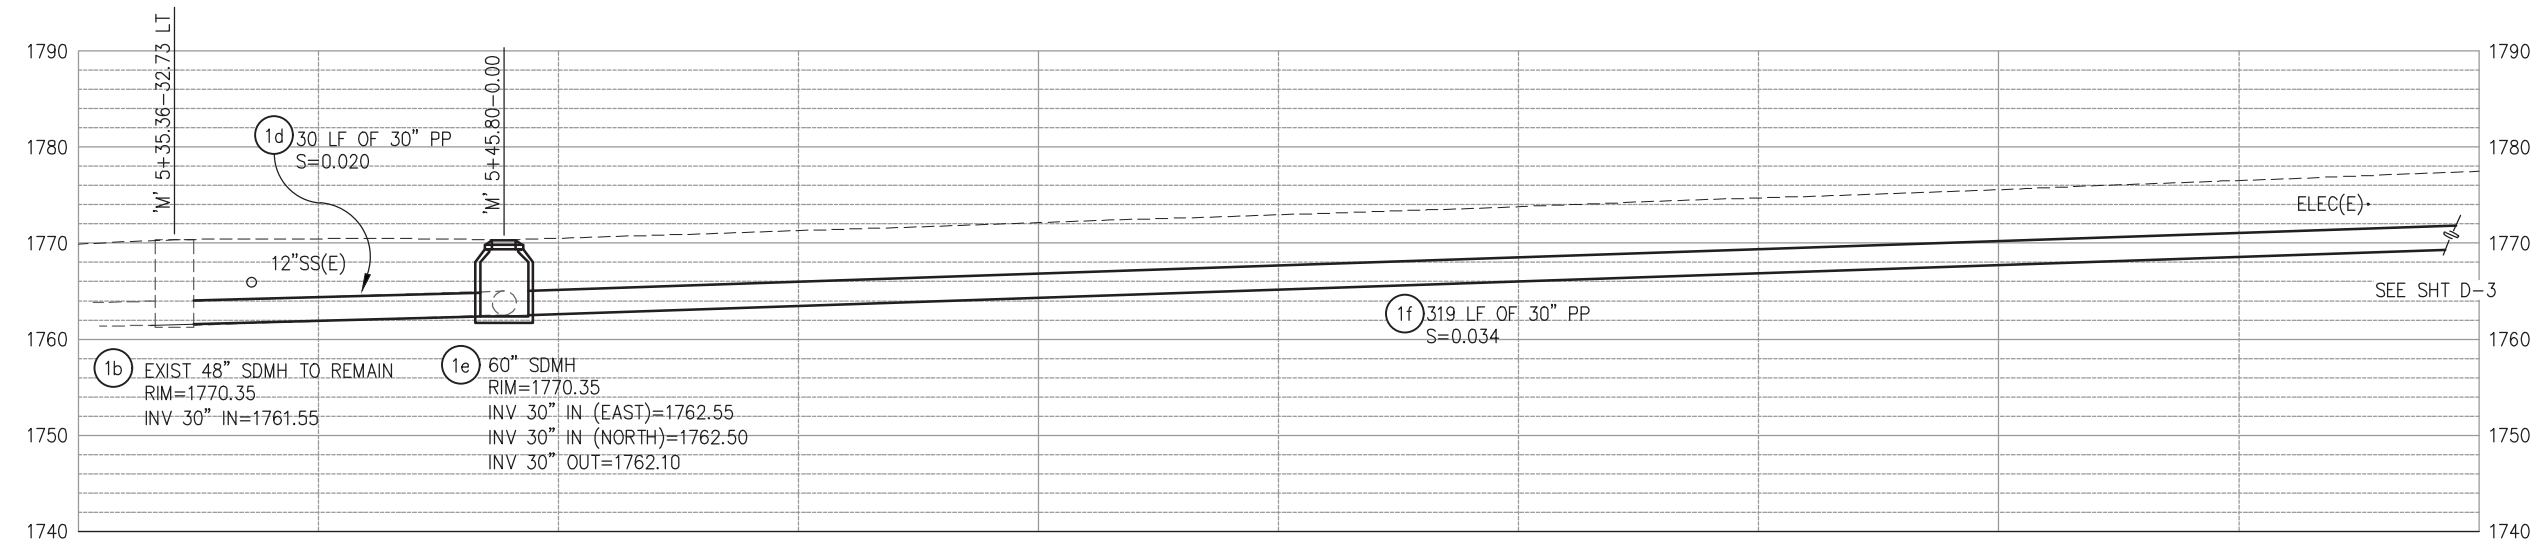 'M' 5+35.36-32.73 LT
'M' 5+45.80-0.00
1790
1790
1d
30 LF OF 30" PP
S=0.020
1780
1780
ELEC(E)
1770
1770
12"SS(E)
SEE SHT D-3
1f
319 LF OF 30" PP
S=0.034
1760
1760
1b
EXIST 48" SDMH TO REMAIN
RIM=1770.35
INV 30" IN=1761.55
1e
60" SDMH
RIM=1770.35
INV 30" IN (EAST)=1762.55
INV 30" IN (NORTH)=1762.50
INV 30" OUT=1762.10
1750
1750
1740
1740